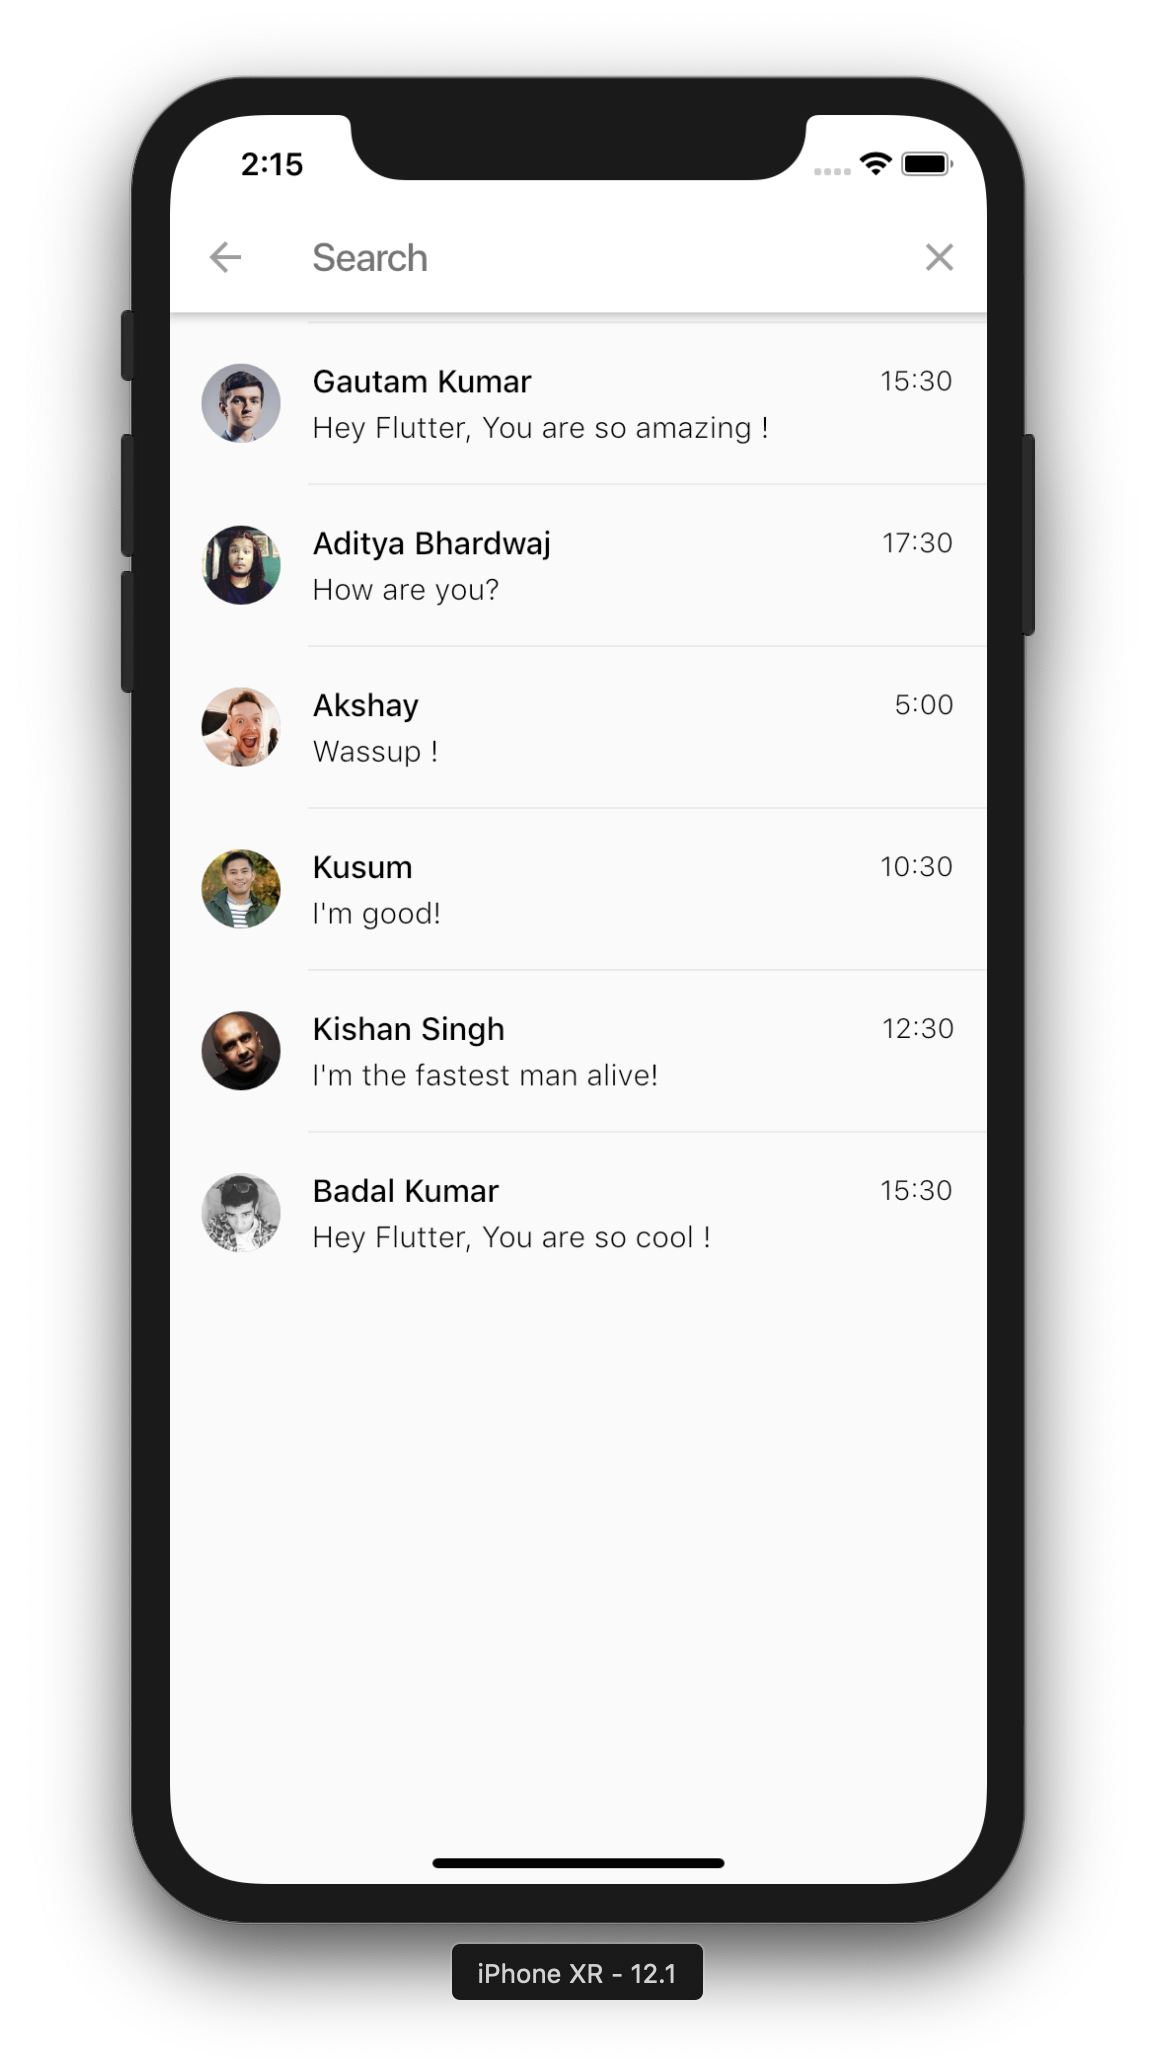 2:15
Search
Gautam Kumar 15:30
Hey Flutter, You are so amazing !
Aditya Bhardwaj 17:30
How are you?
Akshay 5:00
Wassup !
Kusum 10:30
I'm good!
Kishan Singh 12:30
I'm the fastest man alive!
Badal Kumar 15:30
Hey Flutter, You are so cool !
iPhone XR - 12.1